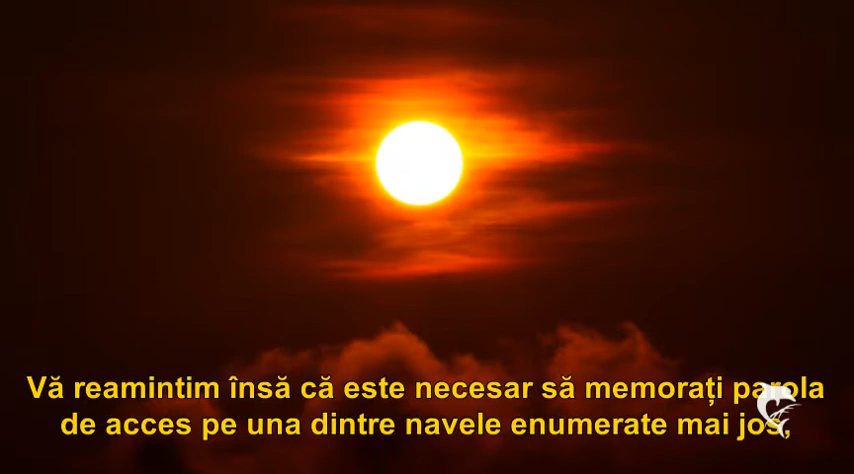 Vă reamintim însă că este necesar să memorați parola
de acces pe una dintre navele enumerate mai jos,